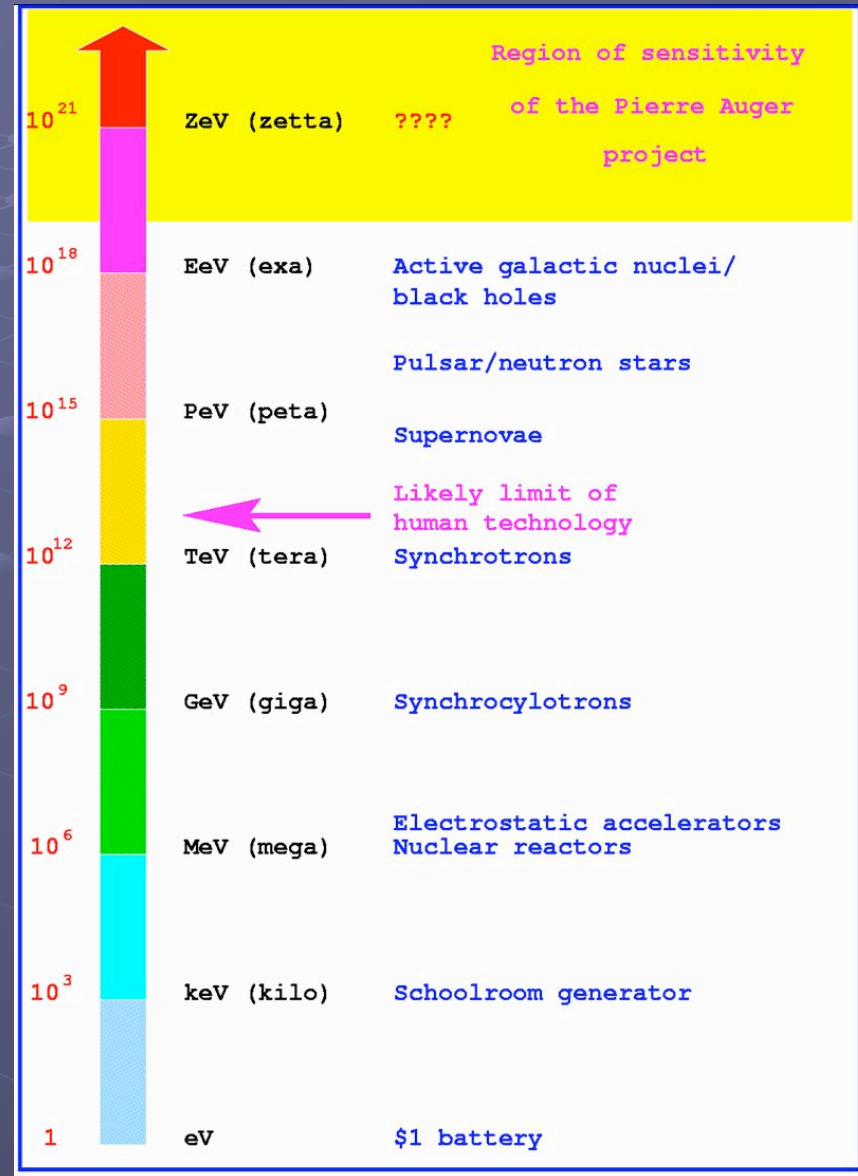 Region of sensitivity
of the Pierre Auger
project
10^21 ZeV (zetta) ????
10^18 EeV (exa) Active galactic nuclei/
black holes
Pulsar/neutron stars
10^15 PeV (peta)
Supernovae
Likely limit of
human technology
10^12 TeV (tera) Synchrotrons
10^9 GeV (giga) Synchrocylotrons
Electrostatic accelerators
10^6 MeV (mega) Nuclear reactors
10^3 keV (kilo) Schoolroom generator
1 eV $1 battery